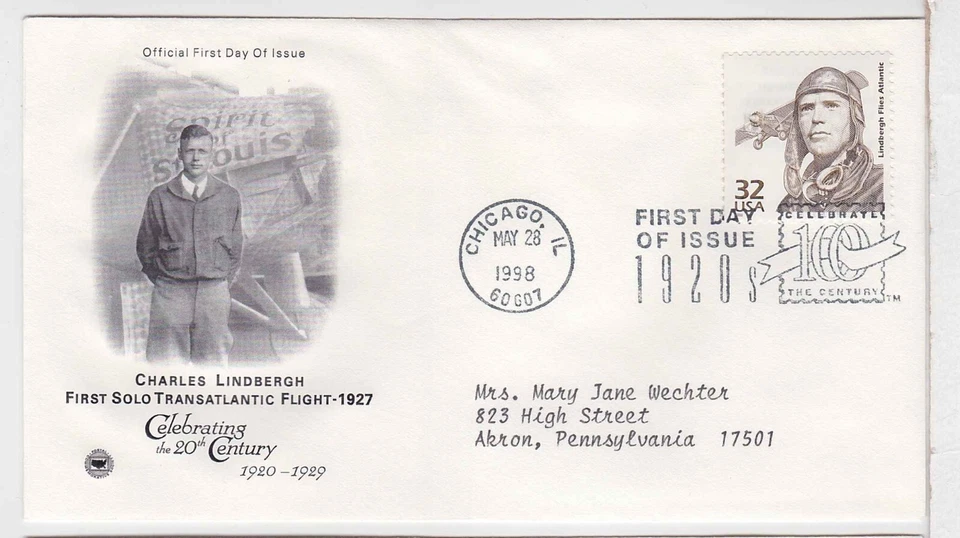 Official First Day Of Issue
Spirit
of
St. Louis
CHARLES LINDBERGH
FIRST SOLO TRANSATLANTIC FLIGHT-1927
Celebrating
the 20th Century
1920–1929
Lindbergh Flies Atlantic
32
USA
CHICAGO, IL
MAY 28
1998
60607
FIRST DAY
OF ISSUE
1920s
CELEBRATE
100
THE CENTURY
TM
Mrs. Mary Jane Wechter
823 High Street
Akron, Pennsylvania 17501